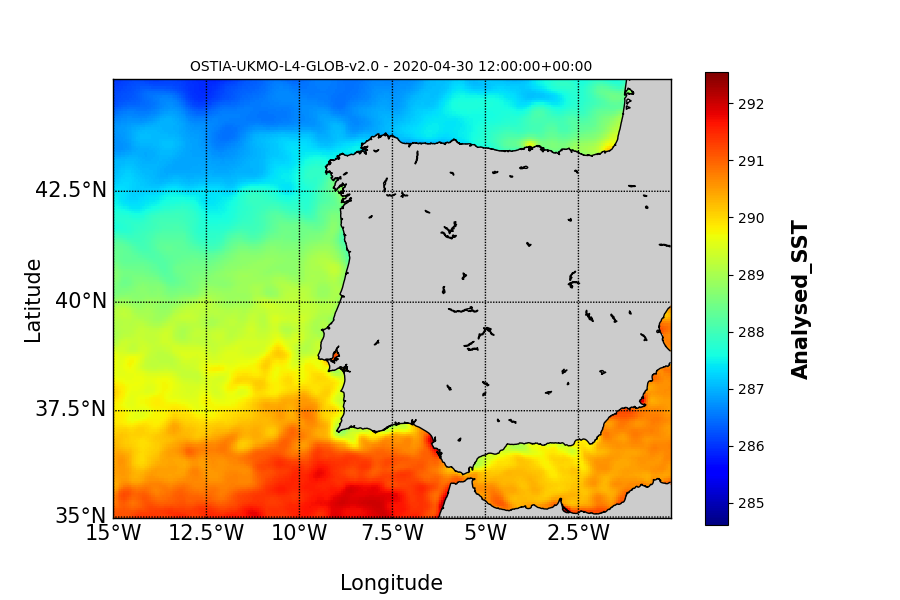 OSTIA-UKMO-L4-GLOB-v2.0 - 2020-04-30 12:00:00+00:00
292
291
290
289
288
287
286
285
Analysed_SST
Latitude
42.5°N
40°N
37.5°N
35°N
15°W 12.5°W 10°W 7.5°W 5°W 2.5°W
Longitude